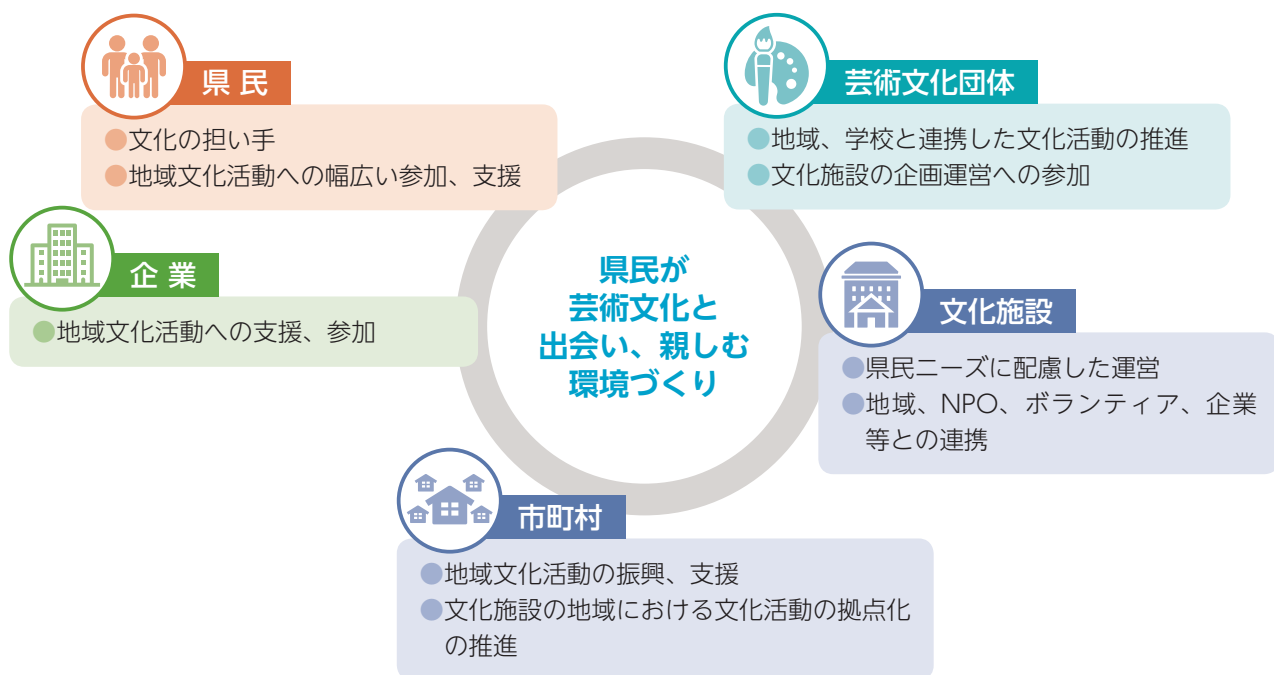 県民
●文化の担い手
●地域文化活動への幅広い参加、支援
芸術文化団体
●地域、学校と連携した文化活動の推進
●文化施設の企画運営への参加
企業
●地域文化活動への支援、参加
県民が
芸術文化と
出会い、親しむ
環境づくり
文化施設
●県民ニーズに配慮した運営
●地域、NPO、ボランティア、企業
等との連携
市町村
●地域文化活動の振興、支援
●文化施設の地域における文化活動の拠点化
の推進